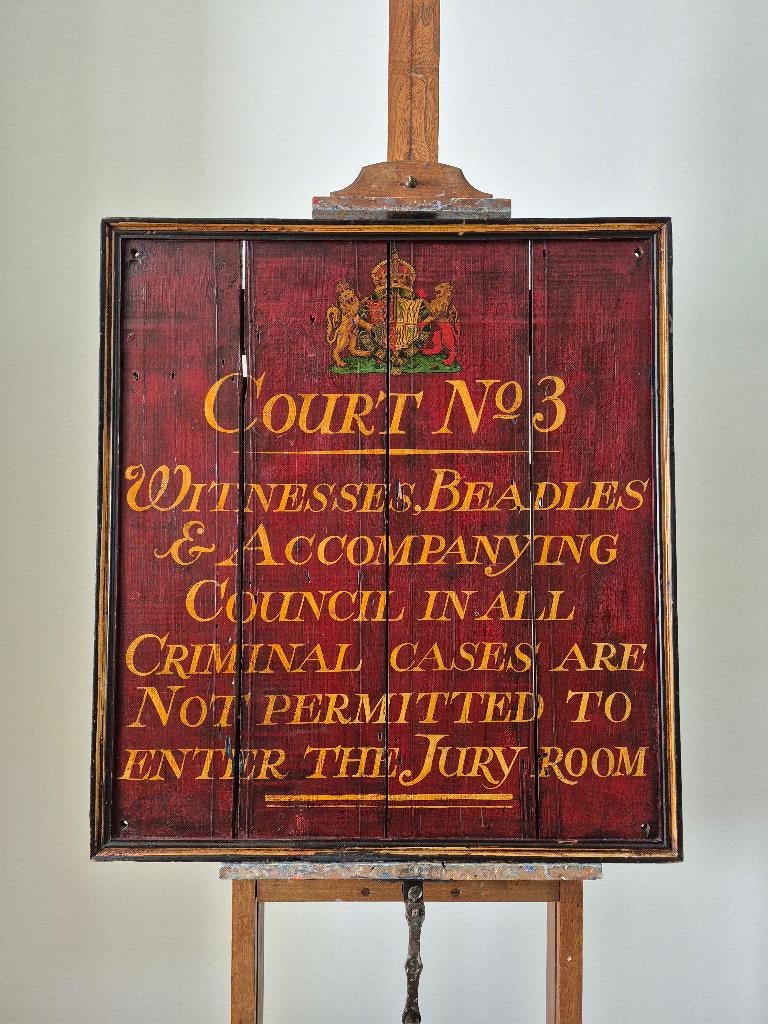 Court No 3
Witnesses, Beadles
& Accompanying
Council in all
Criminal cases are
Not permitted to
enter the Jury room